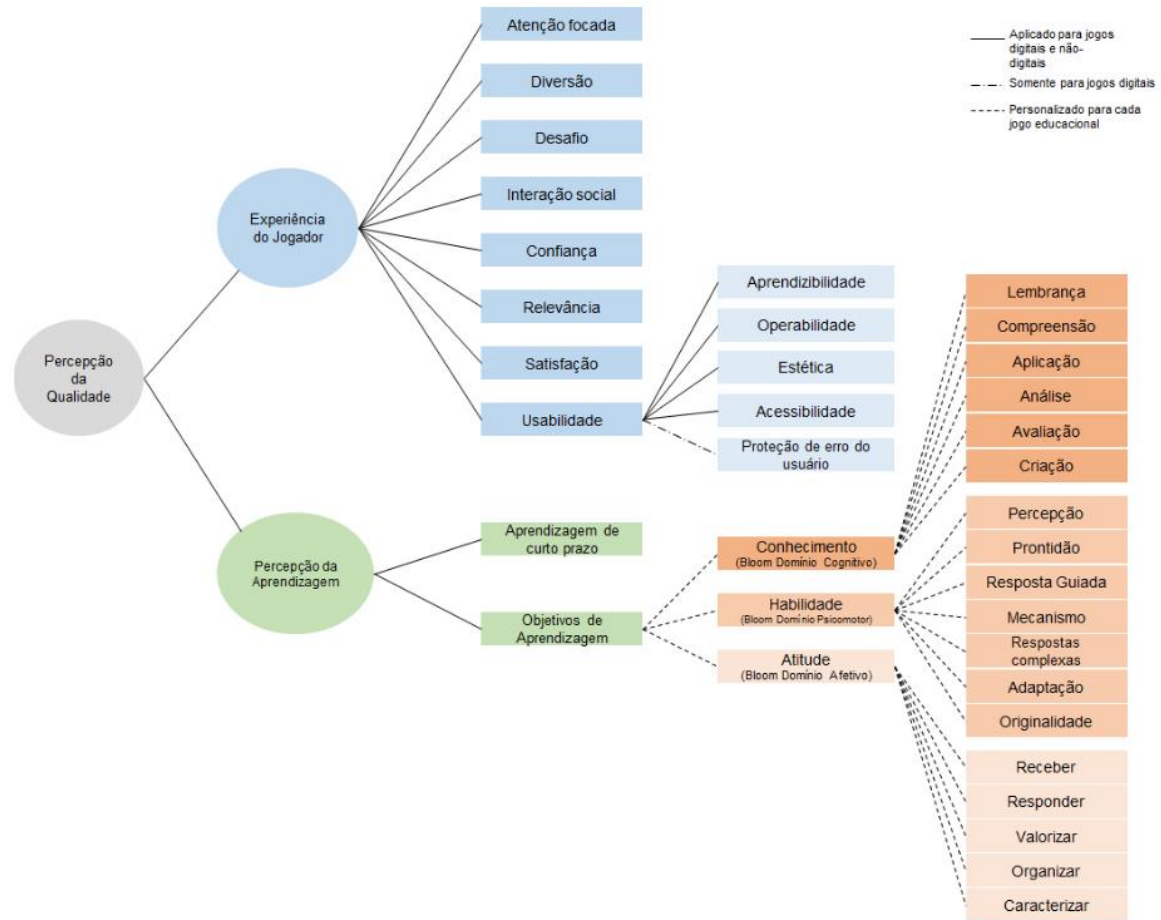 Atenção focada
Diversão
Desafio
Interação social
Confiança
Relevância
Satisfação
Usabilidade
Experiência
do Jogador
Percepção
da
Qualidade
Percepção da
Aprendizagem
Aprendizagem de
curto prazo
Objetivos de
Aprendizagem
Aprendizibilidade
Operabilidade
Estética
Acessibilidade
Proteção de erro do
usuário
Conhecimento
(Bloom Domínio Cognitivo)
Habilidade
(Bloom Domínio Psicomotor)
Atitude
(Bloom Domínio Afetivo)
Lembrança
Compreensão
Aplicação
Análise
Avaliação
Criação
Percepção
Prontidão
Resposta Guiada
Mecanismo
Respostas
complexas
Adaptação
Originalidade
Receber
Responder
Valorizar
Organizar
Caracterizar
Aplicado para jogos
digitais e não-
digitais
Somente para jogos digitais
Personalizado para cada
jogo educacional